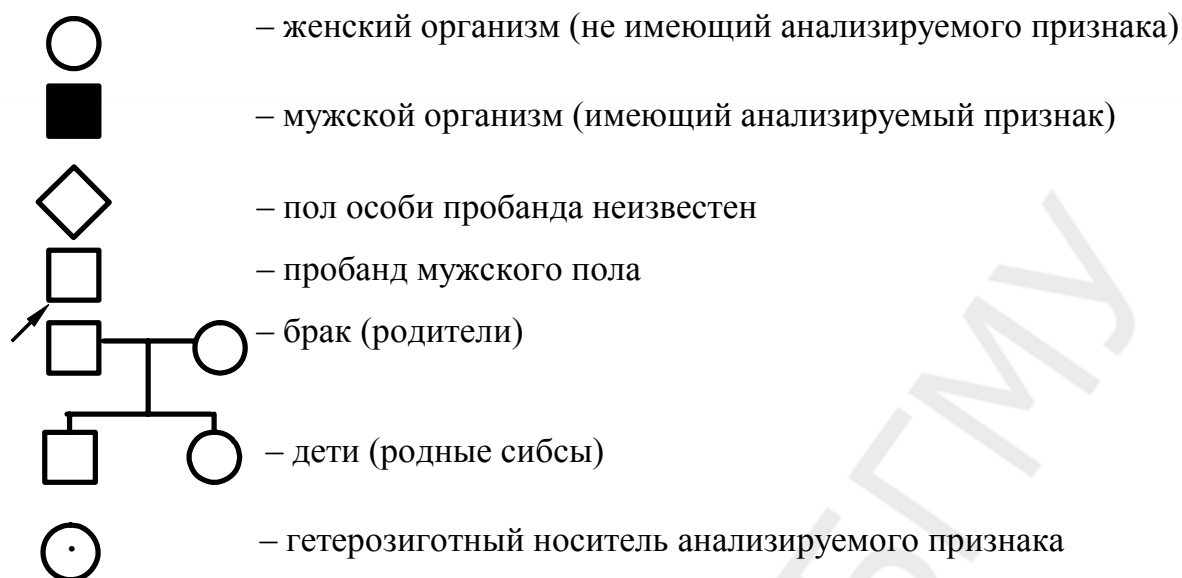 – женский организм (не имеющий анализируемого признака)
– мужской организм (имеющий анализируемый признак)
– пол особи пробанда неизвестен
– пробанд мужского пола
– брак (родители)
– дети (родные сибсы)
– гетерозиготный носитель анализируемого признака
БГМУ